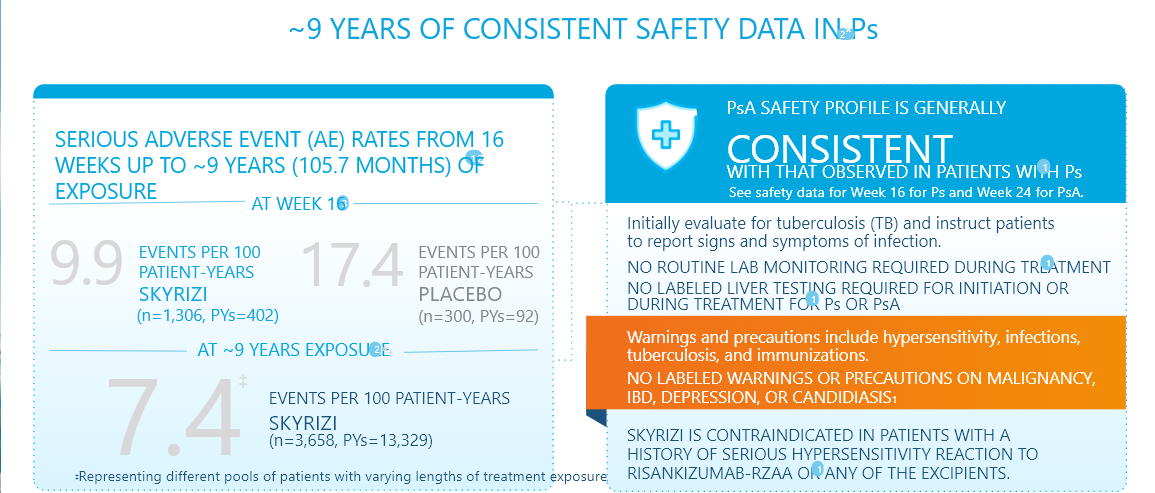 ~9 YEARS OF CONSISTENT SAFETY DATA IN Ps
SERIOUS ADVERSE EVENT (AE) RATES FROM 16
WEEKS UP TO ~9 YEARS (105.7 MONTHS) OF
EXPOSURE
AT WEEK 16
9.9
EVENTS PER 100
PATIENT-YEARS
SKYRIZI
(n=1,306, PYs=402)
17.4
EVENTS PER 100
PATIENT-YEARS
PLACEBO
(n=300, PYs=92)
AT ~9 YEARS EXPOSURE
7.4‡
EVENTS PER 100 PATIENT-YEARS
SKYRIZI
(n=3,658, PYs=13,329)
‡Representing different pools of patients with varying lengths of treatment exposure
PsA SAFETY PROFILE IS GENERALLY
CONSISTENT
WITH THAT OBSERVED IN PATIENTS WITH Ps1
See safety data for Week 16 for Ps and Week 24 for PsA.
Initially evaluate for tuberculosis (TB) and instruct patients
to report signs and symptoms of infection.
NO ROUTINE LAB MONITORING REQUIRED DURING TREATMENT1
NO LABELED LIVER TESTING REQUIRED FOR INITIATION OR
DURING TREATMENT FOR Ps OR PsA1
Warnings and precautions include hypersensitivity, infections,
tuberculosis, and immunizations.
NO LABELED WARNINGS OR PRECAUTIONS ON MALIGNANCY,
IBD, DEPRESSION, OR CANDIDIASIS1
SKYRIZI IS CONTRAINDICATED IN PATIENTS WITH A
HISTORY OF SERIOUS HYPERSENSITIVITY REACTION TO
RISANKIZUMAB-RZAA OR ANY OF THE EXCIPIENTS.1